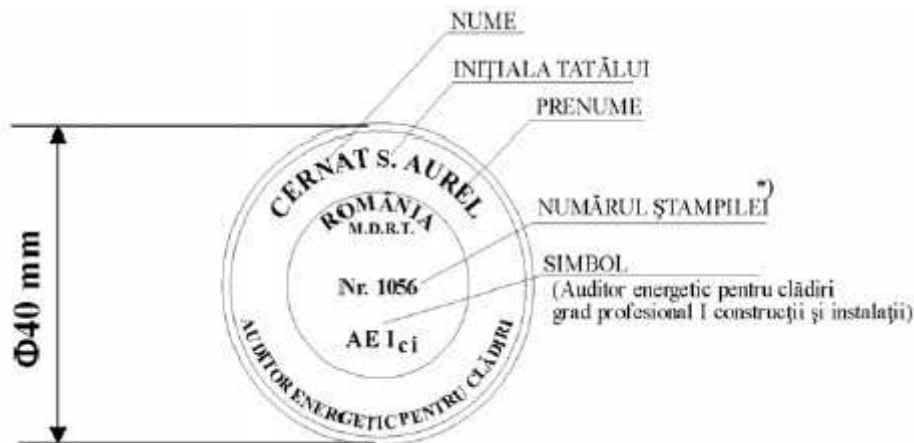 NUME
INIȚIALA TATĂLUI
PRENUME
CERNAT S. AUREL
ROMÂNIA
M.D.R.T.
NUMĂRUL ȘTAMPILEI*)
Nr. 1056
SIMBOL
(Auditor energetic pentru clădiri
grad profesional I construcții și instalații)
AE Ici
AUDITOR ENERGETIC PENTRU CLĂDIRI
Φ40 mm